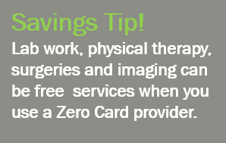 Savings Tip!
Lab work, physical therapy,
surgeries and imaging can
be free  services when you
use a Zero Card provider.